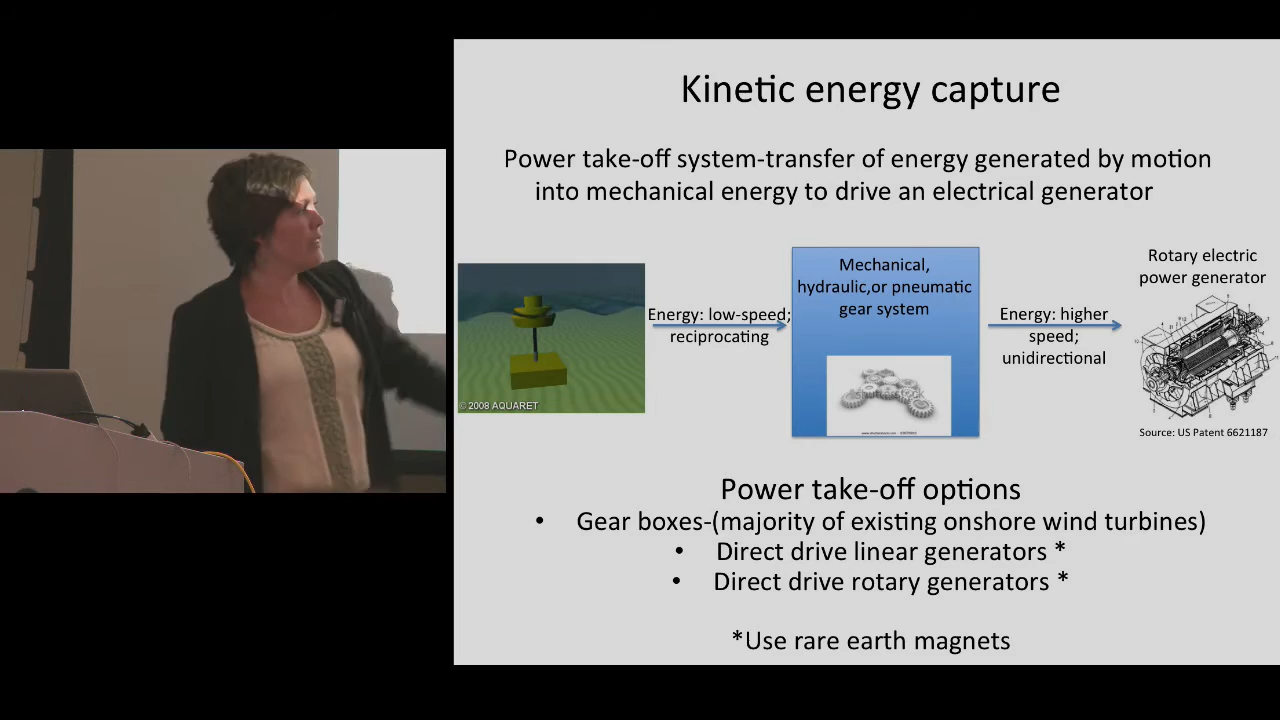 Kinetic energy capture
Power take-off system-transfer of energy generated by motion
into mechanical energy to drive an electrical generator
© 2008 AQUARET
Energy: low-speed;
reciprocating
Mechanical,
hydraulic,or pneumatic
gear system
Energy: higher
speed;
unidirectional
Rotary electric
power generator
Source: US Patent 6621187
Power take-off options
• Gear boxes-(majority of existing onshore wind turbines)
• Direct drive linear generators *
• Direct drive rotary generators *
*Use rare earth magnets